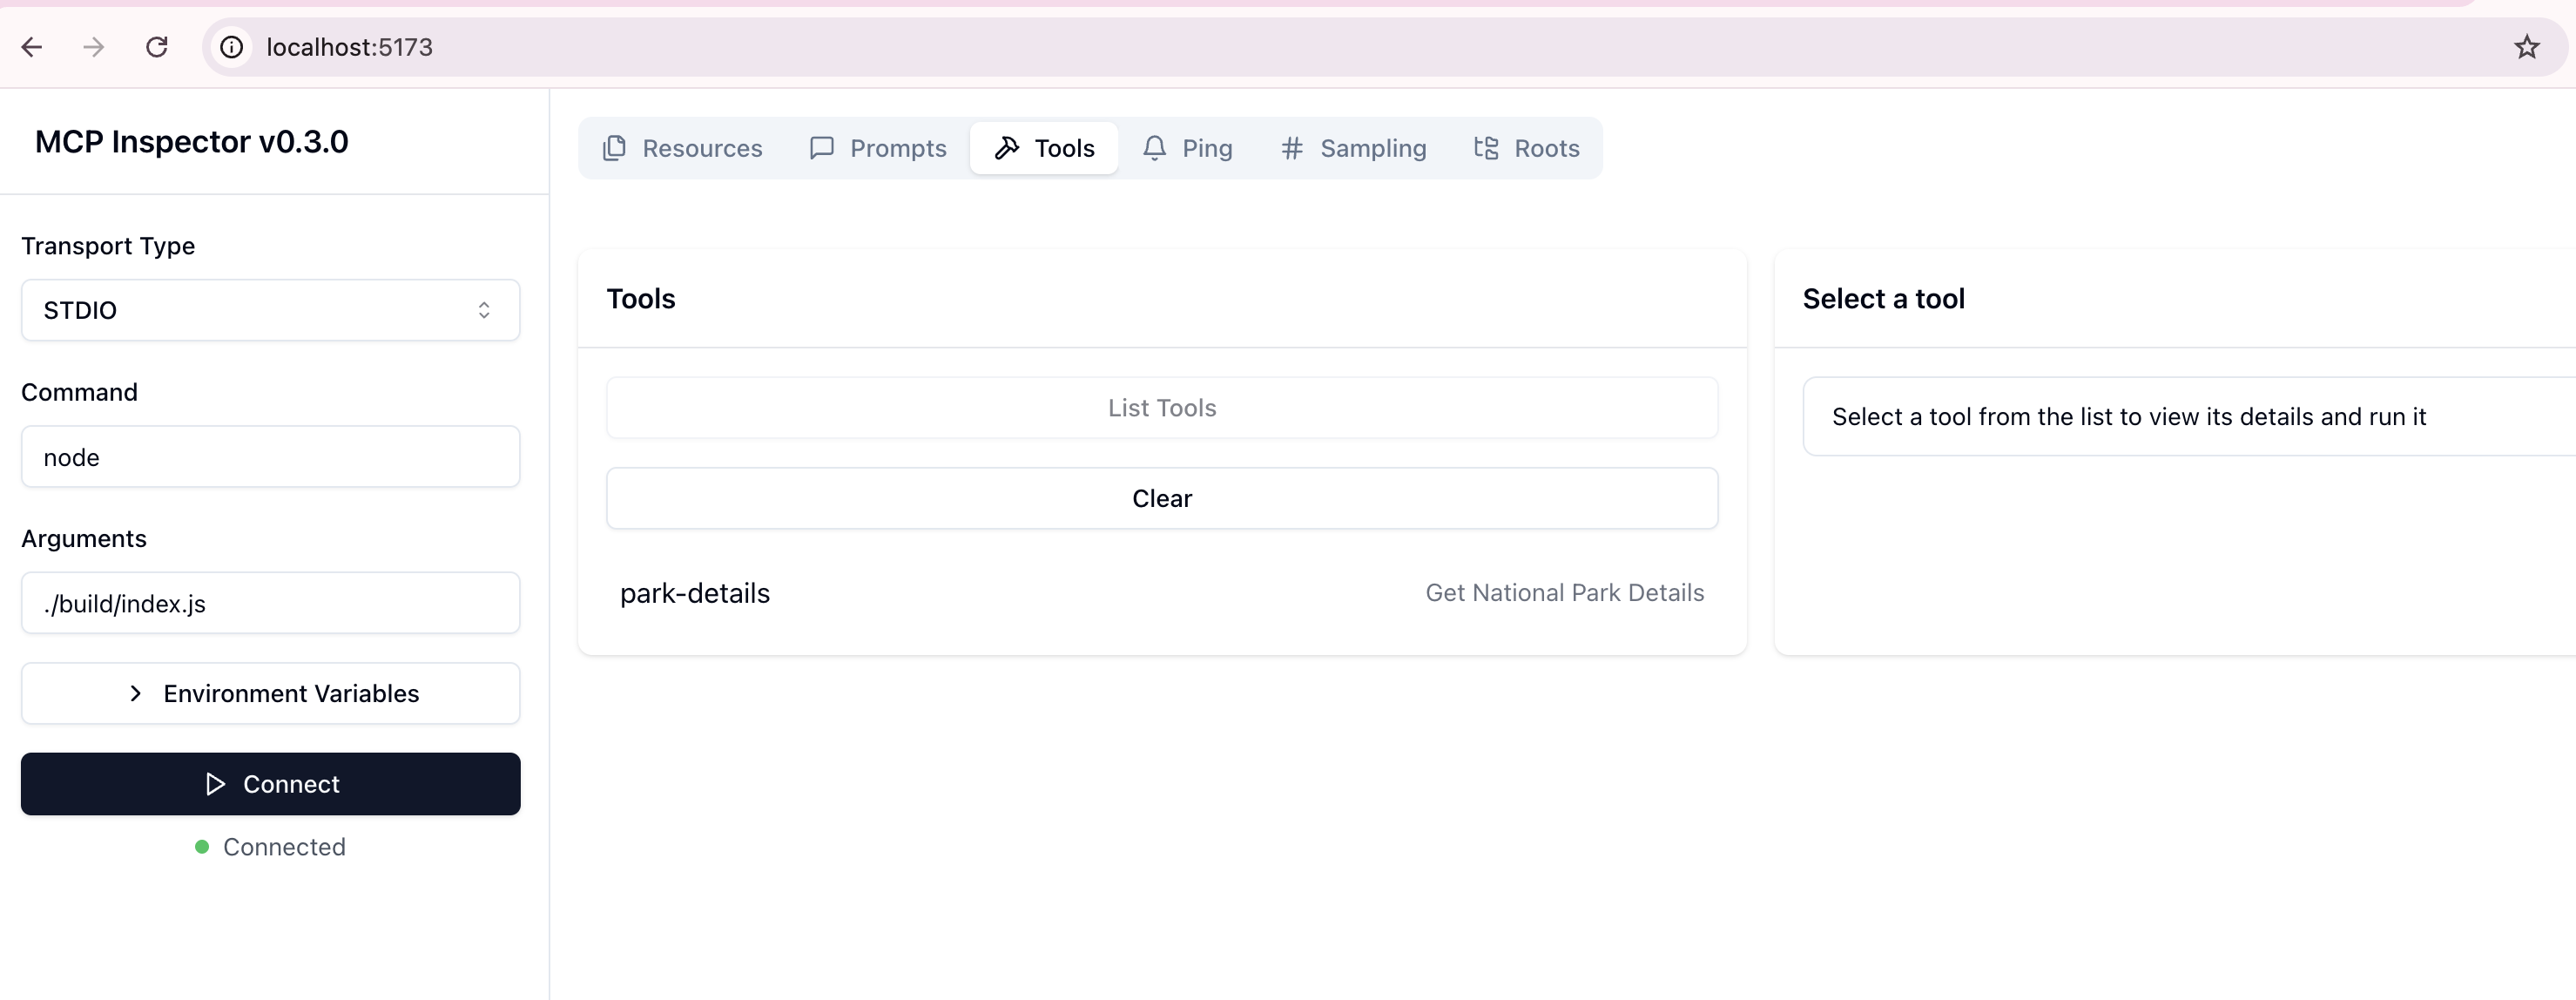 localhost:5173
MCP Inspector v0.3.0
Transport Type
STDIO
Command
node
Arguments
./build/index.js
Environment Variables
Connect
Connected
Resources Prompts Tools Ping Sampling Roots
Tools
List Tools
Clear
park-details Get National Park Details
Select a tool
Select a tool from the list to view its details and run it